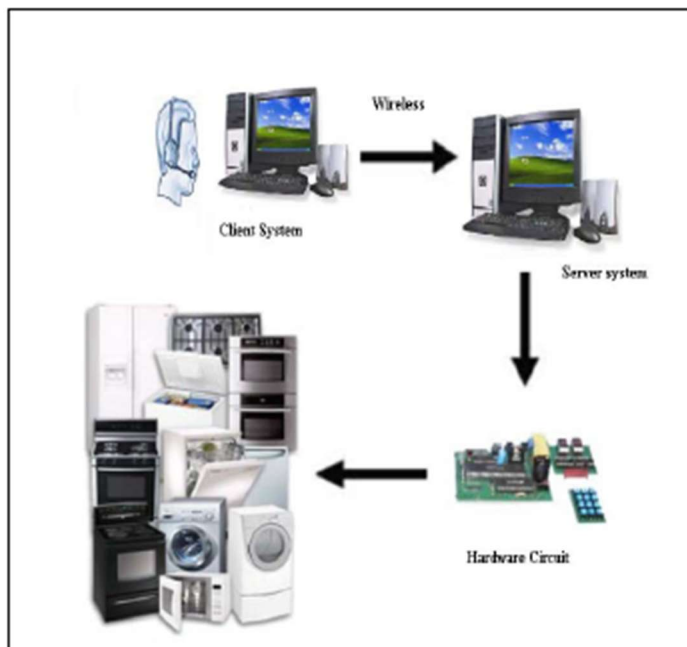 Wireless
Client System
Server system
Hardware Circuit